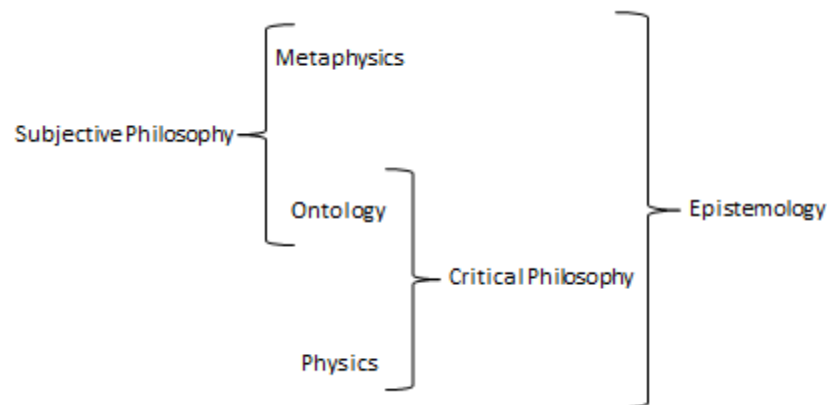 Metaphysics
Subjective Philosophy
Ontology
Epistemology
Critical Philosophy
Physics